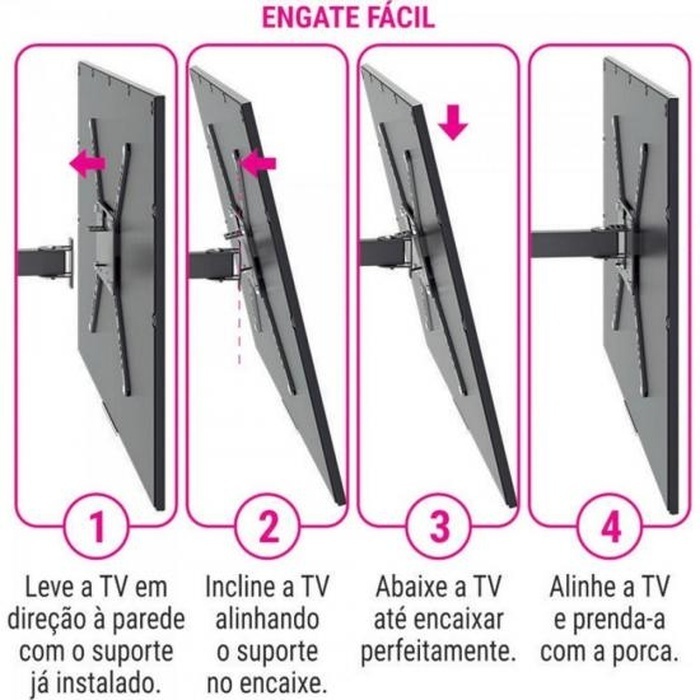 ENGATE FÁCIL
1
Leve a TV em
direção à parede
com o suporte
já instalado.
2
Incline a TV
alinhando
o suporte
no encaixe.
3
Abaixe a TV
até encaixar
perfeitamente.
4
Alinhe a TV
e prenda-a
com a porca.